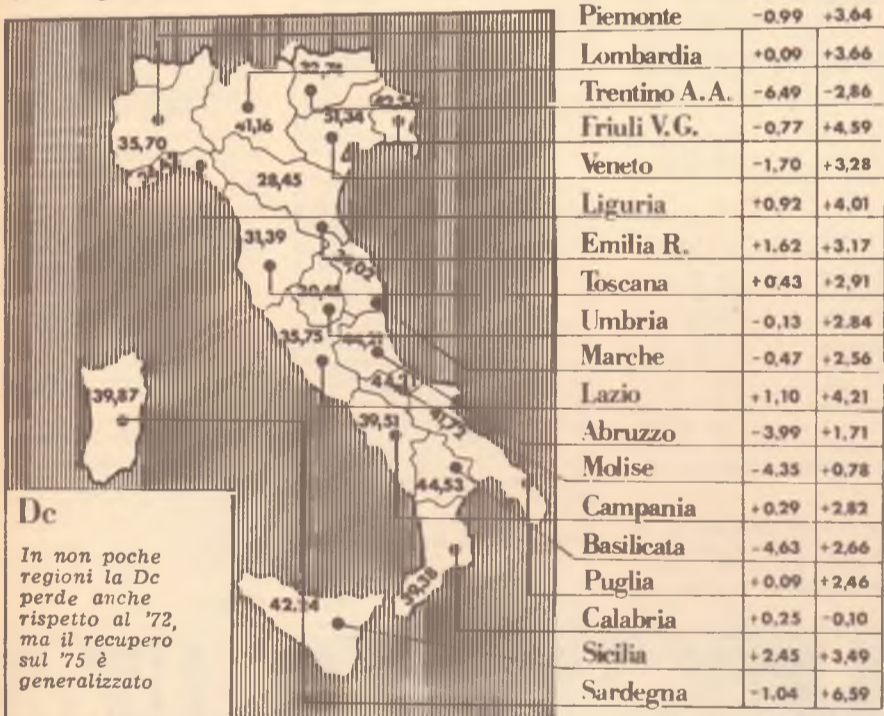 Piemonte -0.99 +3.64
Lombardia +0.09 +3.66
Trentino A.A. -6.49 -2,86
Friuli V.G. -0,77 +4,59
Veneto -1,70 +3,28
Liguria +0,92 +4,01
Emilia R. +1.62 +3,17
Toscana +0,43 +2,91
Umbria -0,13 +2.84
Marche -0,47 +2,56
Lazio +1,10 +4,21
Abruzzo -3,99 +1,71
Molise -4,35 +0,78
Campania +0,29 +2,82
Basilicata -4,63 +2,66
Puglia +0,09 +2,46
Calabria +0,25 -0,10
Sicilia +2,45 +3,49
Sardegna -1,04 +6,59
41,16
51,34
35,70
28,45
31,39
35,75
39,87
39,51
41,72
44,53
39,38
Dc
In non poche
regioni la Dc
perde anche
rispetto al '72,
ma il recupero
sul '75 è
generalizzato